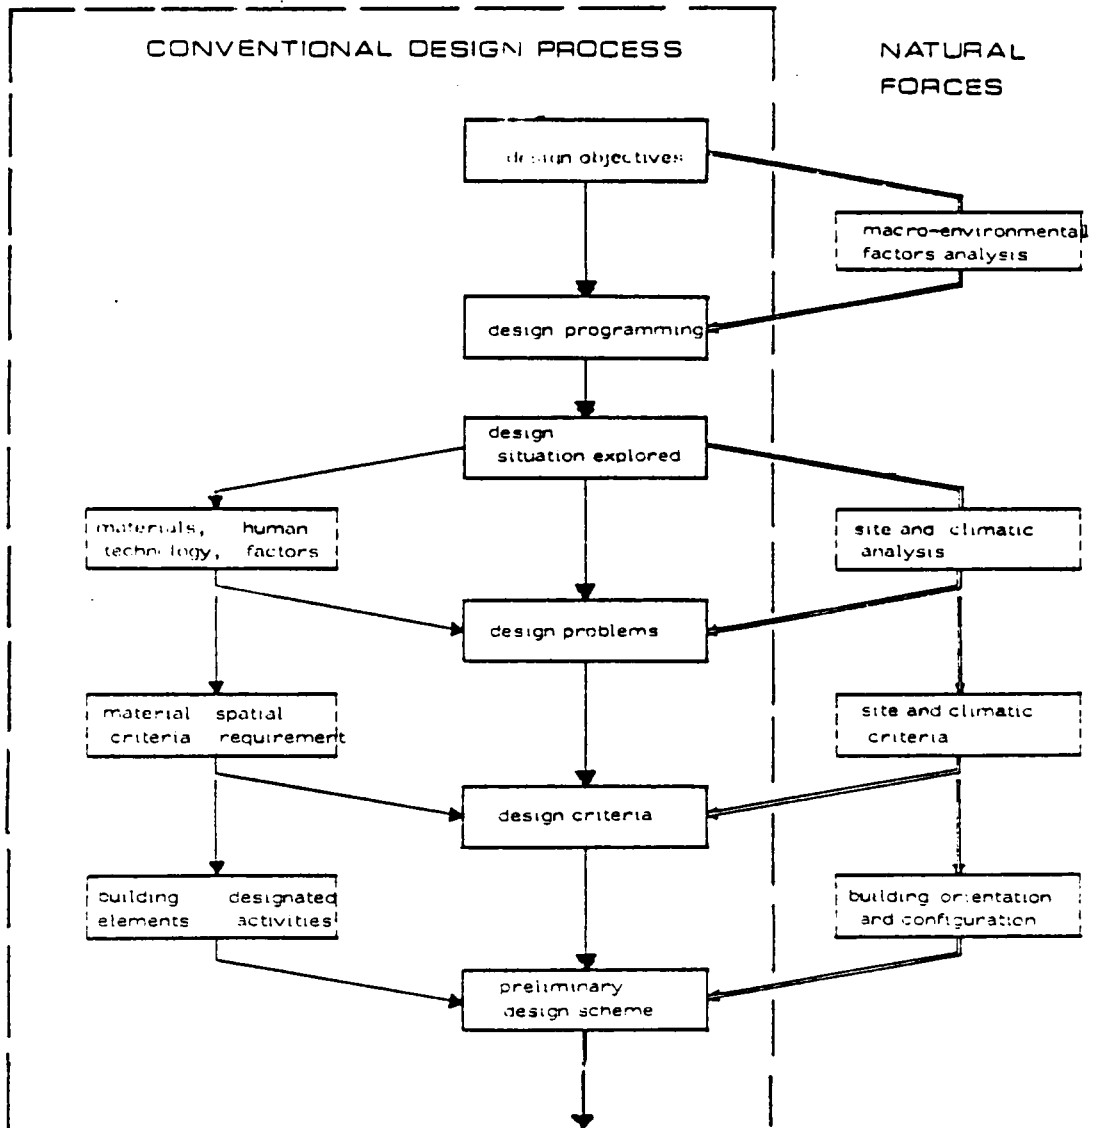 CONVENTIONAL DESIGN PROCESS
NATURAL
FORCES
design objectives
macro-environmental
factors analysis
design programming
design
situation explored
materials, human
technology, factors
site and climatic
analysis
design problems
material spatial
criteria requirement
site and climatic
criteria
design criteria
building designated
elements activities
building orientation
and configuration
preliminary
design scheme